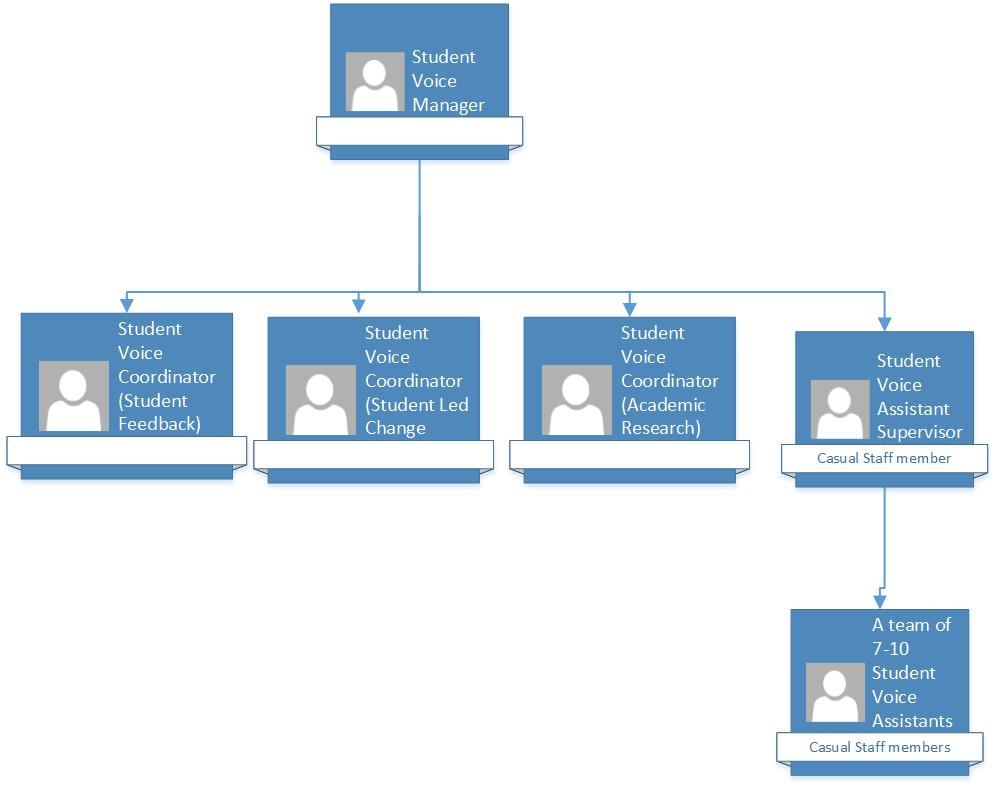 Student
Voice
Manager
Student
Voice
Coordinator
(Student
Feedback)
Student
Voice
Coordinator
(Student Led
Change
Student
Voice
Coordinator
(Academic
Research)
Student
Voice
Assistant
Supervisor
Casual Staff member
A team of
7-10
Student
Voice
Assistants
Casual Staff members